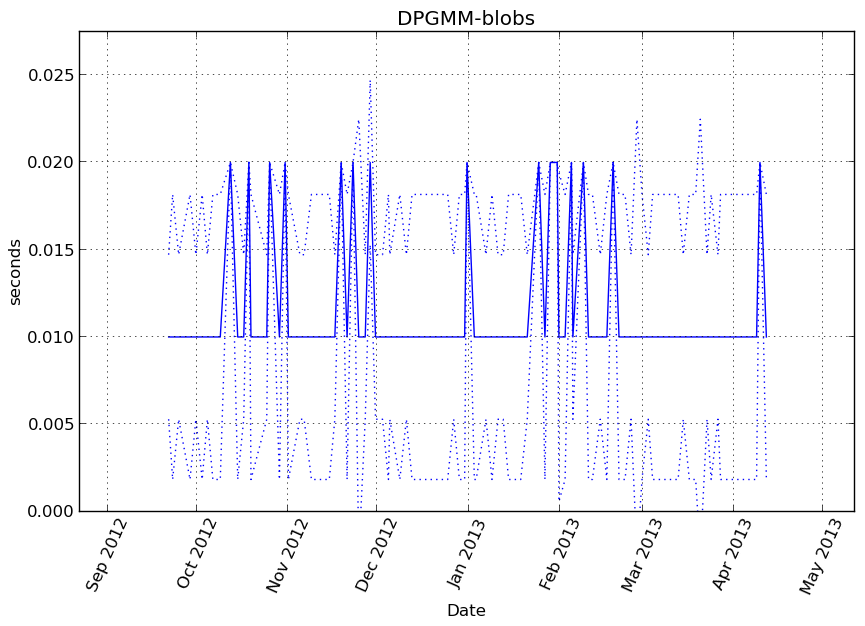 DPGMM-blobs
0.025
0.020
0.015
0.010
0.005
0.000
seconds
Sep 2012
Oct 2012
Nov 2012
Dec 2012
Jan 2013
Feb 2013
Mar 2013
Apr 2013
May 2013
Date